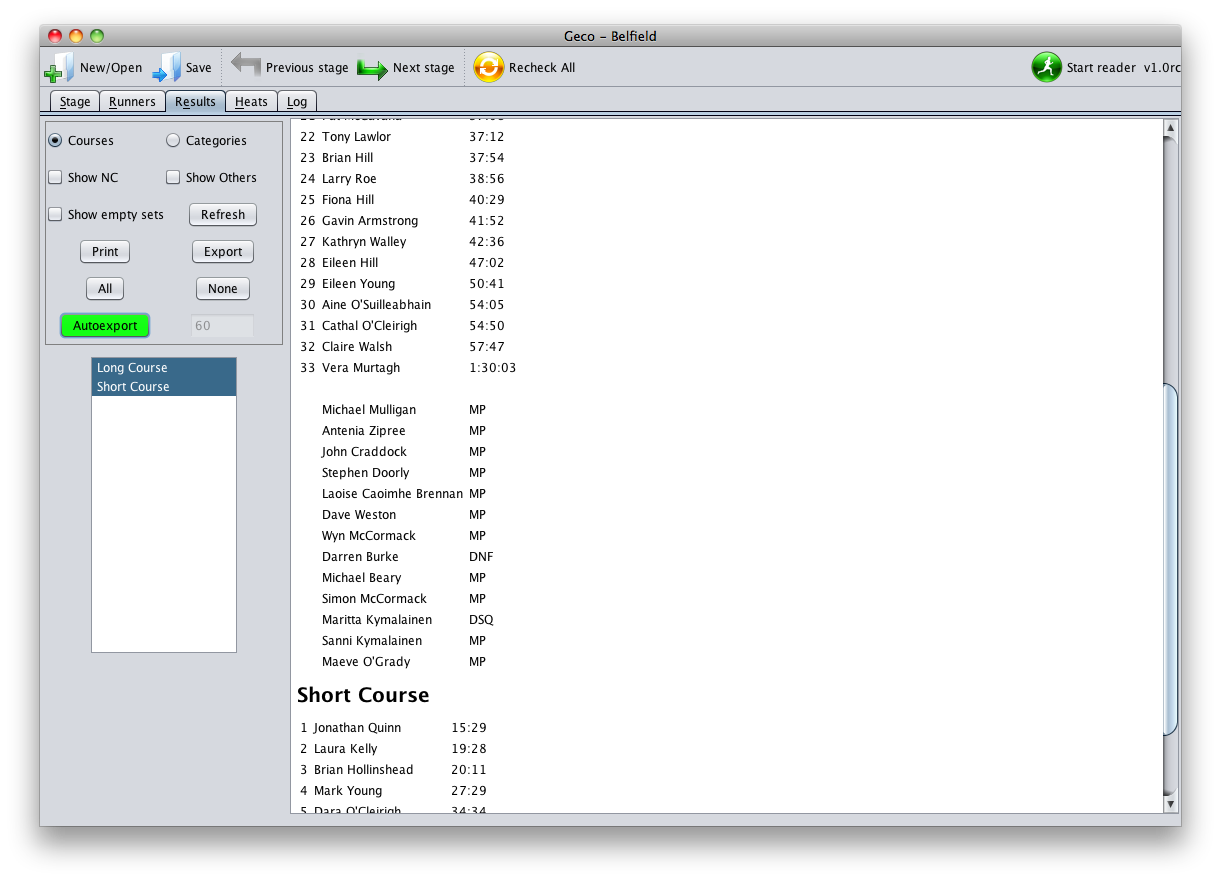 Geco – Belfield
New/Open Save Previous stage Next stage Recheck All Start reader v1.0rc
Stage Runners Results Heats Log
Courses Categories
Show NC Show Others
Show empty sets Refresh
Print Export
All None
Autoexport 60
Long Course
Short Course
22 Tony Lawlor 37:12
23 Brian Hill 37:54
24 Larry Roe 38:56
25 Fiona Hill 40:29
26 Gavin Armstrong 41:52
27 Kathryn Walley 42:36
28 Eileen Hill 47:02
29 Eileen Young 50:41
30 Aine O'Suilleabhain 54:05
31 Cathal O'Cleirigh 54:50
32 Claire Walsh 57:47
33 Vera Murtagh 1:30:03
Michael Mulligan MP
Antenia Zipree MP
John Craddock MP
Stephen Doorly MP
Laoise Caoimhe Brennan MP
Dave Weston MP
Wyn McCormack MP
Darren Burke DNF
Michael Beary MP
Simon McCormack MP
Maritta Kymalainen DSQ
Sanni Kymalainen MP
Maeve O'Grady MP
Short Course
1 Jonathan Quinn 15:29
2 Laura Kelly 19:28
3 Brian Hollinshead 20:11
4 Mark Young 27:29
5 Dara O'Cleirigh 34:34